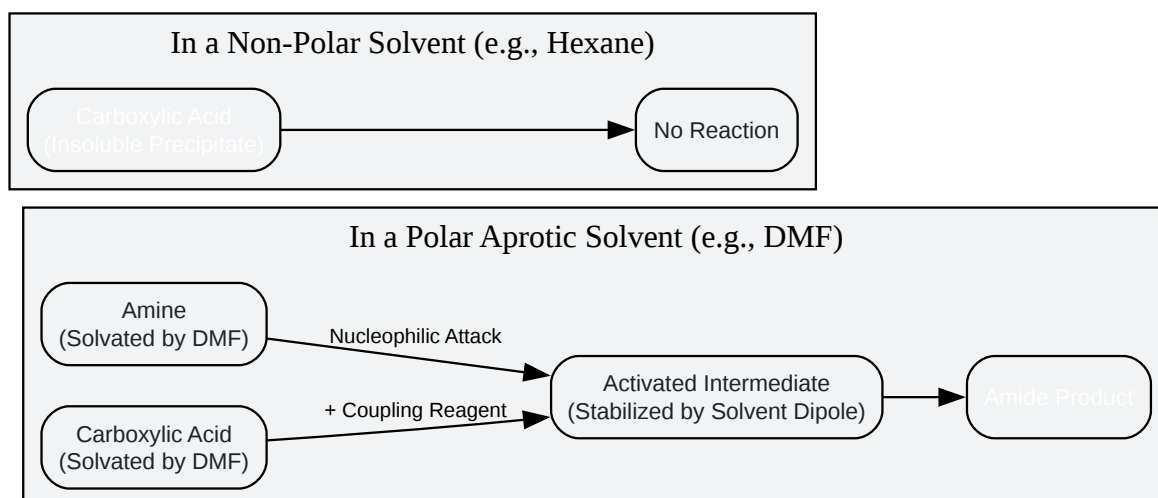 In a Non-Polar Solvent (e.g., Hexane)
Carboxylic Acid
(Insoluble Precipitate)
No Reaction
In a Polar Aprotic Solvent (e.g., DMF)
Amine
(Solvated by DMF)
Nucleophilic Attack
Activated Intermediate
(Stabilized by Solvent Dipole)
Amide Product
+ Coupling Reagent
Carboxylic Acid
(Solvated by DMF)